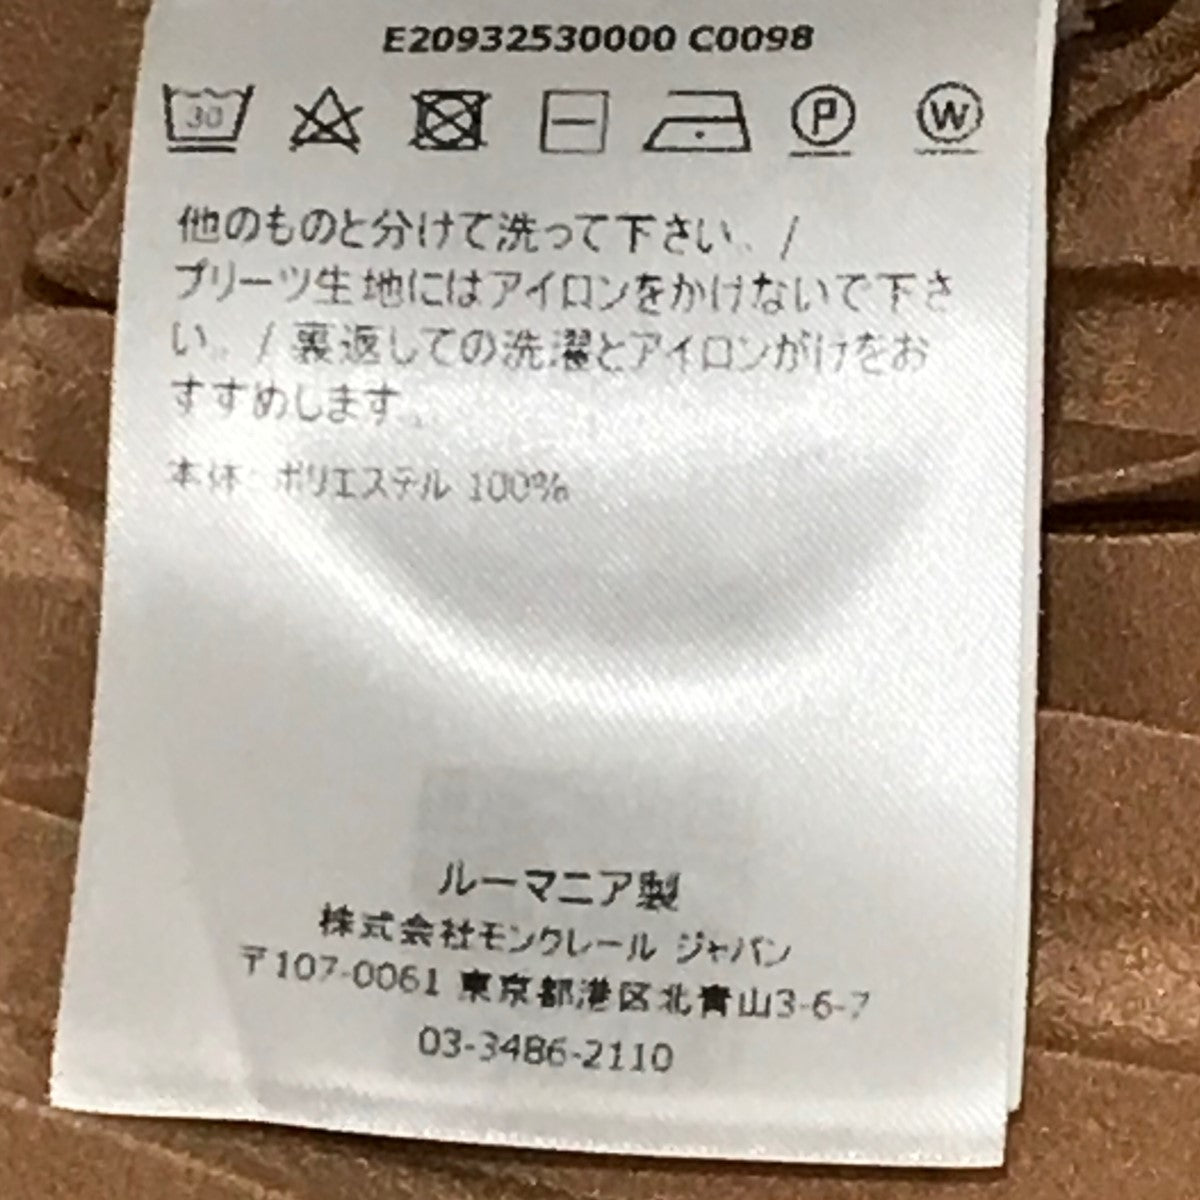 E20932530000 C0098
30 P W
他のものと分けて洗って下さい。/
プリーツ生地にはアイロンをかけないで下さ
い。/ 裏返しての洗濯とアイロンがけをお
すすめします。
本体：ポリエステル 100%
ルーマニア製
株式会社モンクレール ジャパン
〒107-0061 東京都港区北青山3-6-7
03-3486-2110